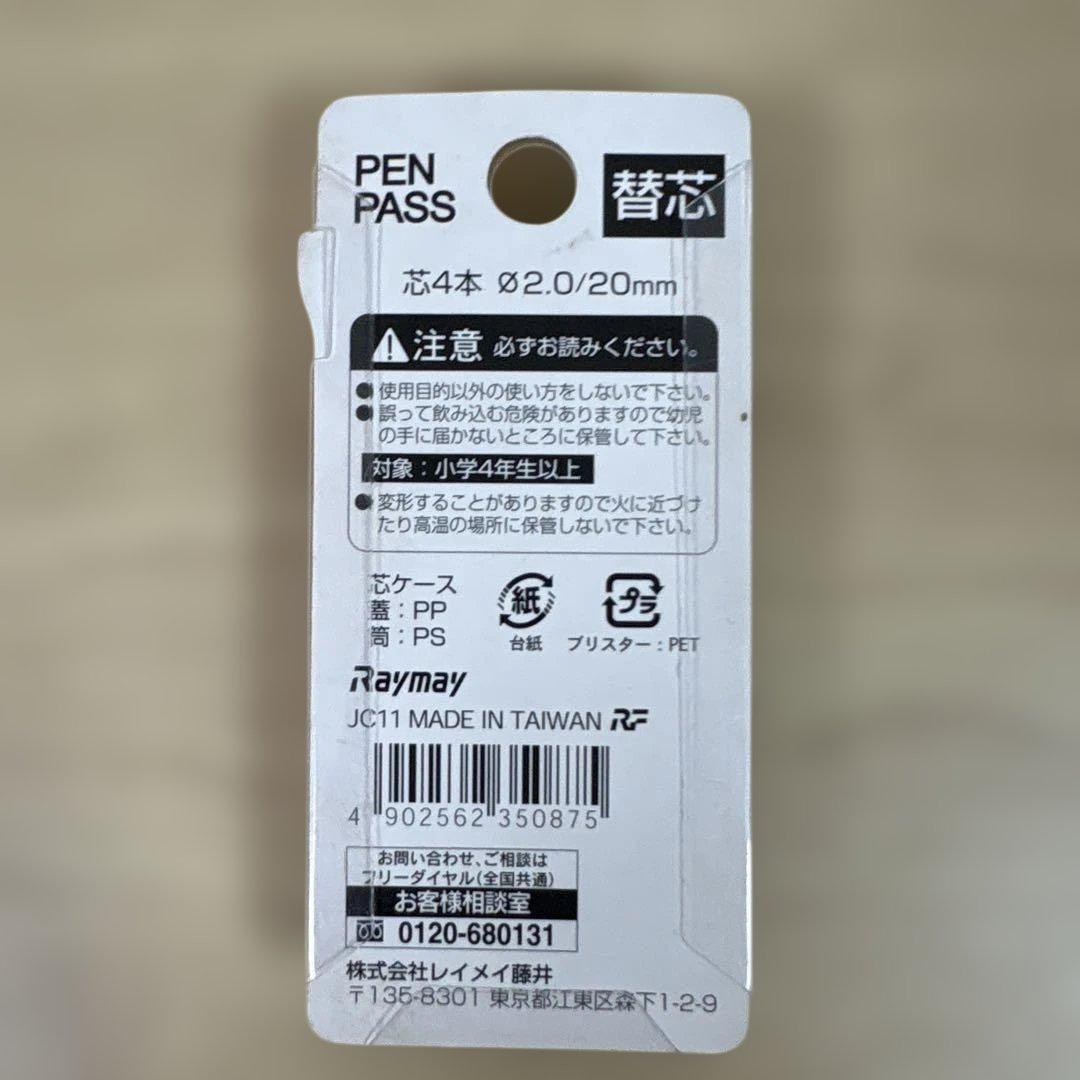 PEN
PASS
替芯
芯4本 Ø2.0/20mm
注意 必ずお読みください。
●使用目的以外の使い方をしないで下さい。
●誤って飲み込む危険がありますので幼児
の手に届かないところに保管して下さい。
対象：小学4年生以上
●変形することがありますので火に近づけ
たり高温の場所に保管しないで下さい。
芯ケース
蓋：PP
筒：PS
紙
台紙
プラ
ブリスター：PET
Raymay
JC11 MADE IN TAIWAN RF
4 902562 350875
お問い合わせ、ご相談は
フリーダイヤル(全国共通)
お客様相談室
0120-680131
株式会社レイメイ藤井
〒135-8301 東京都江東区森下1-2-9